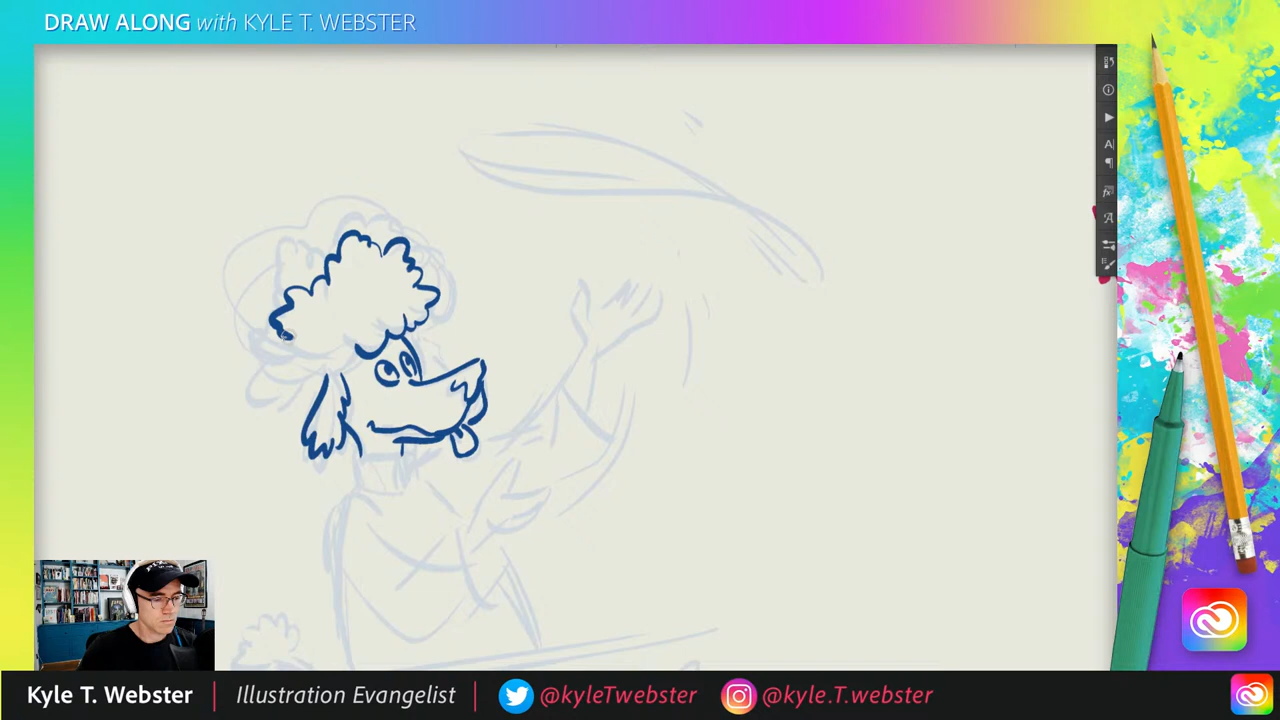 DRAW ALONG with KYLE T. WEBSTER
Kyle T. Webster | Illustration Evangelist | @kyleTwebster @kyle.T.webster